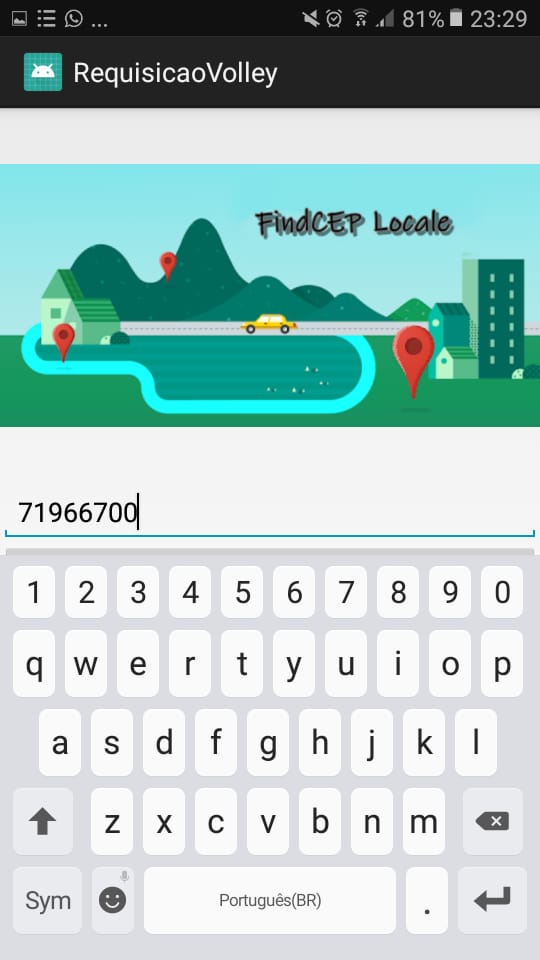 ... 81% 23:29
RequisicaoVolley
FindCEP Locale
71966700
1 2 3 4 5 6 7 8 9 0
q w e r t y u i o p
a s d f g h j k l
z x c v b n m
Sym Português(BR) .